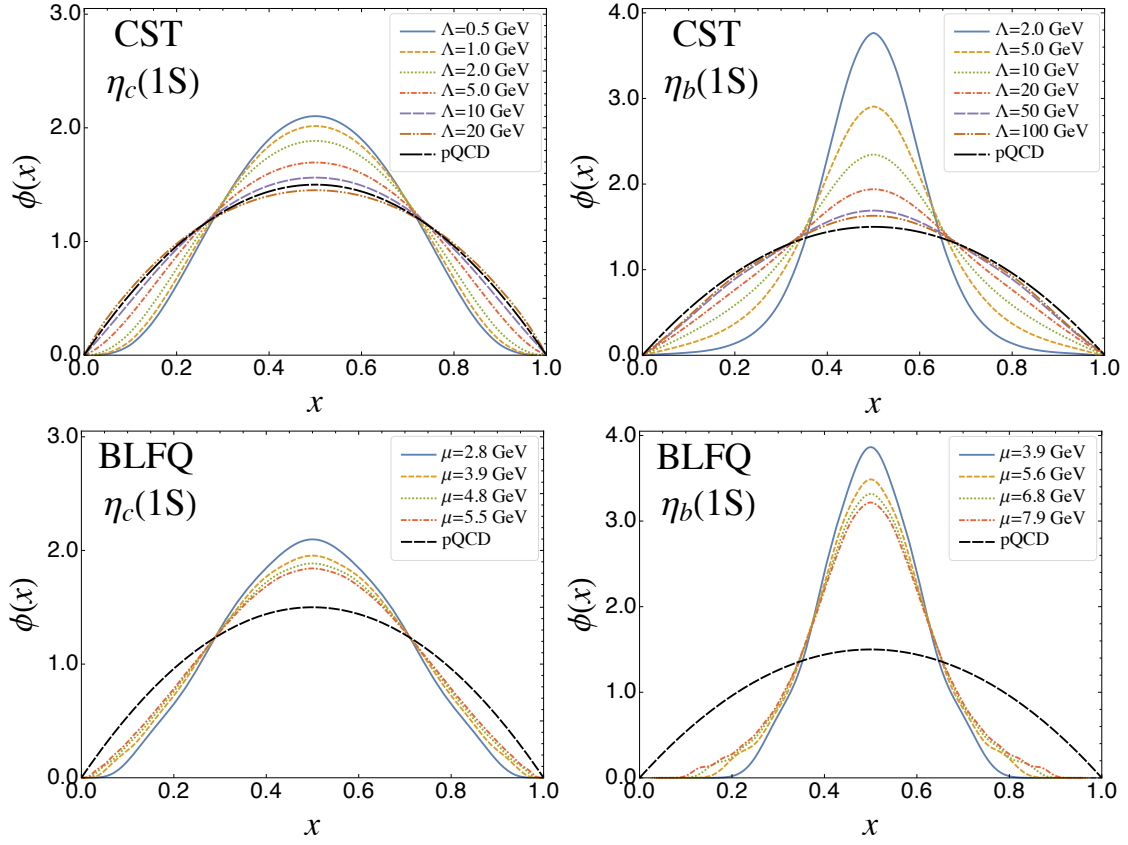 CST
η_c(1S)
Λ=0.5 GeV
Λ=1.0 GeV
Λ=2.0 GeV
Λ=5.0 GeV
Λ=10 GeV
Λ=20 GeV
pQCD
ϕ(x)
3.0
2.0
1.0
0.0
0.0 0.2 0.4 0.6 0.8 1.0
x
CST
η_b(1S)
Λ=2.0 GeV
Λ=5.0 GeV
Λ=10 GeV
Λ=20 GeV
Λ=50 GeV
Λ=100 GeV
pQCD
ϕ(x)
4.0
3.0
2.0
1.0
0.0
0.0 0.2 0.4 0.6 0.8 1.0
x
BLFQ
η_c(1S)
μ=2.8 GeV
μ=3.9 GeV
μ=4.8 GeV
μ=5.5 GeV
pQCD
ϕ(x)
3.0
2.0
1.0
0.0
0.0 0.2 0.4 0.6 0.8 1.0
x
BLFQ
η_b(1S)
μ=3.9 GeV
μ=5.6 GeV
μ=6.8 GeV
μ=7.9 GeV
pQCD
ϕ(x)
4.0
3.0
2.0
1.0
0.0
0.0 0.2 0.4 0.6 0.8 1.0
x